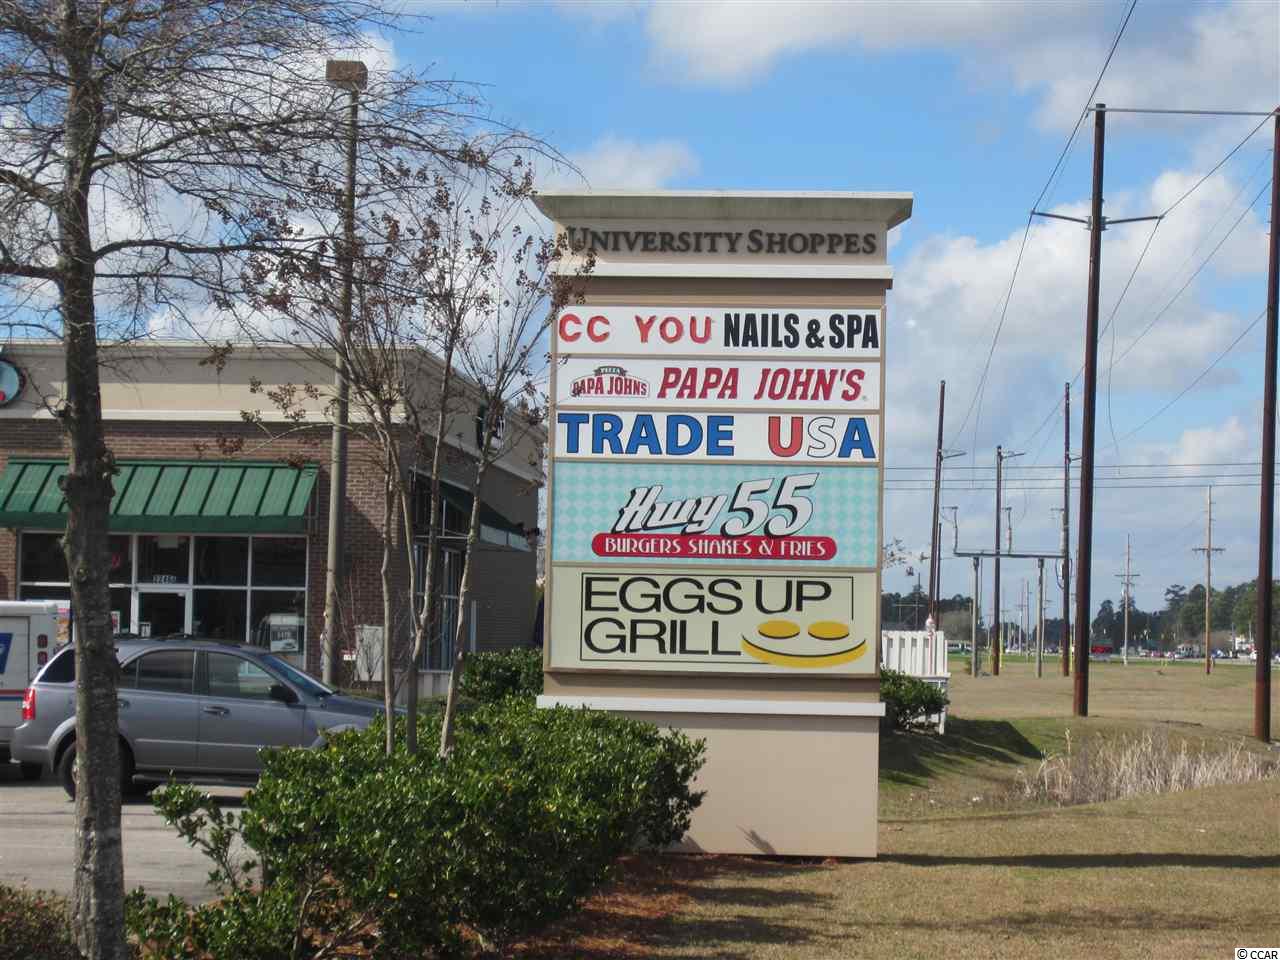 UNIVERSITY SHOPPES
CC YOU NAILS & SPA
PIZZA
PAPA JOHNS
PAPA JOHN'S
TRADE USA
Hwy 55
BURGERS SHAKES & FRIES
EGGS UP
GRILL
© CCAR